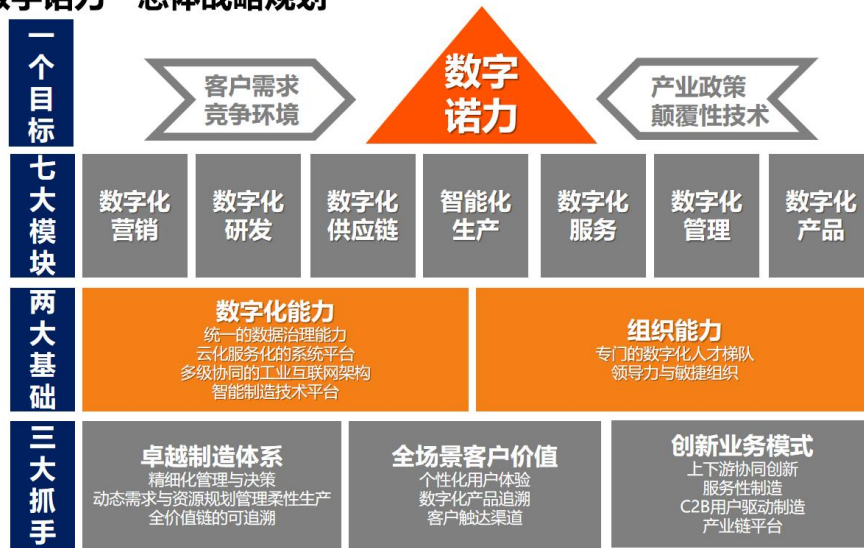 数字诺力 总体战略规划
一个目标
客户需求
竞争环境
数字
诺力
产业政策
颠覆性技术
七大模块
数字化
营销
数字化
研发
数字化
供应链
智能化
生产
数字化
服务
数字化
管理
数字化
产品
两大基础
数字化能力
统一的数据治理能力
云化服务化的系统平台
多级协同的工业互联网架构
智能制造技术平台
组织能力
专门的数字化人才梯队
领导力与敏捷组织
三大抓手
卓越制造体系
精细化管理与决策
动态需求与资源规划管理柔性生产
全价值链的可追溯
全场景客户价值
个性化用户体验
数字化产品追溯
客户触达渠道
创新业务模式
上下游协同创新
服务性制造
C2B用户驱动制造
产业链平台